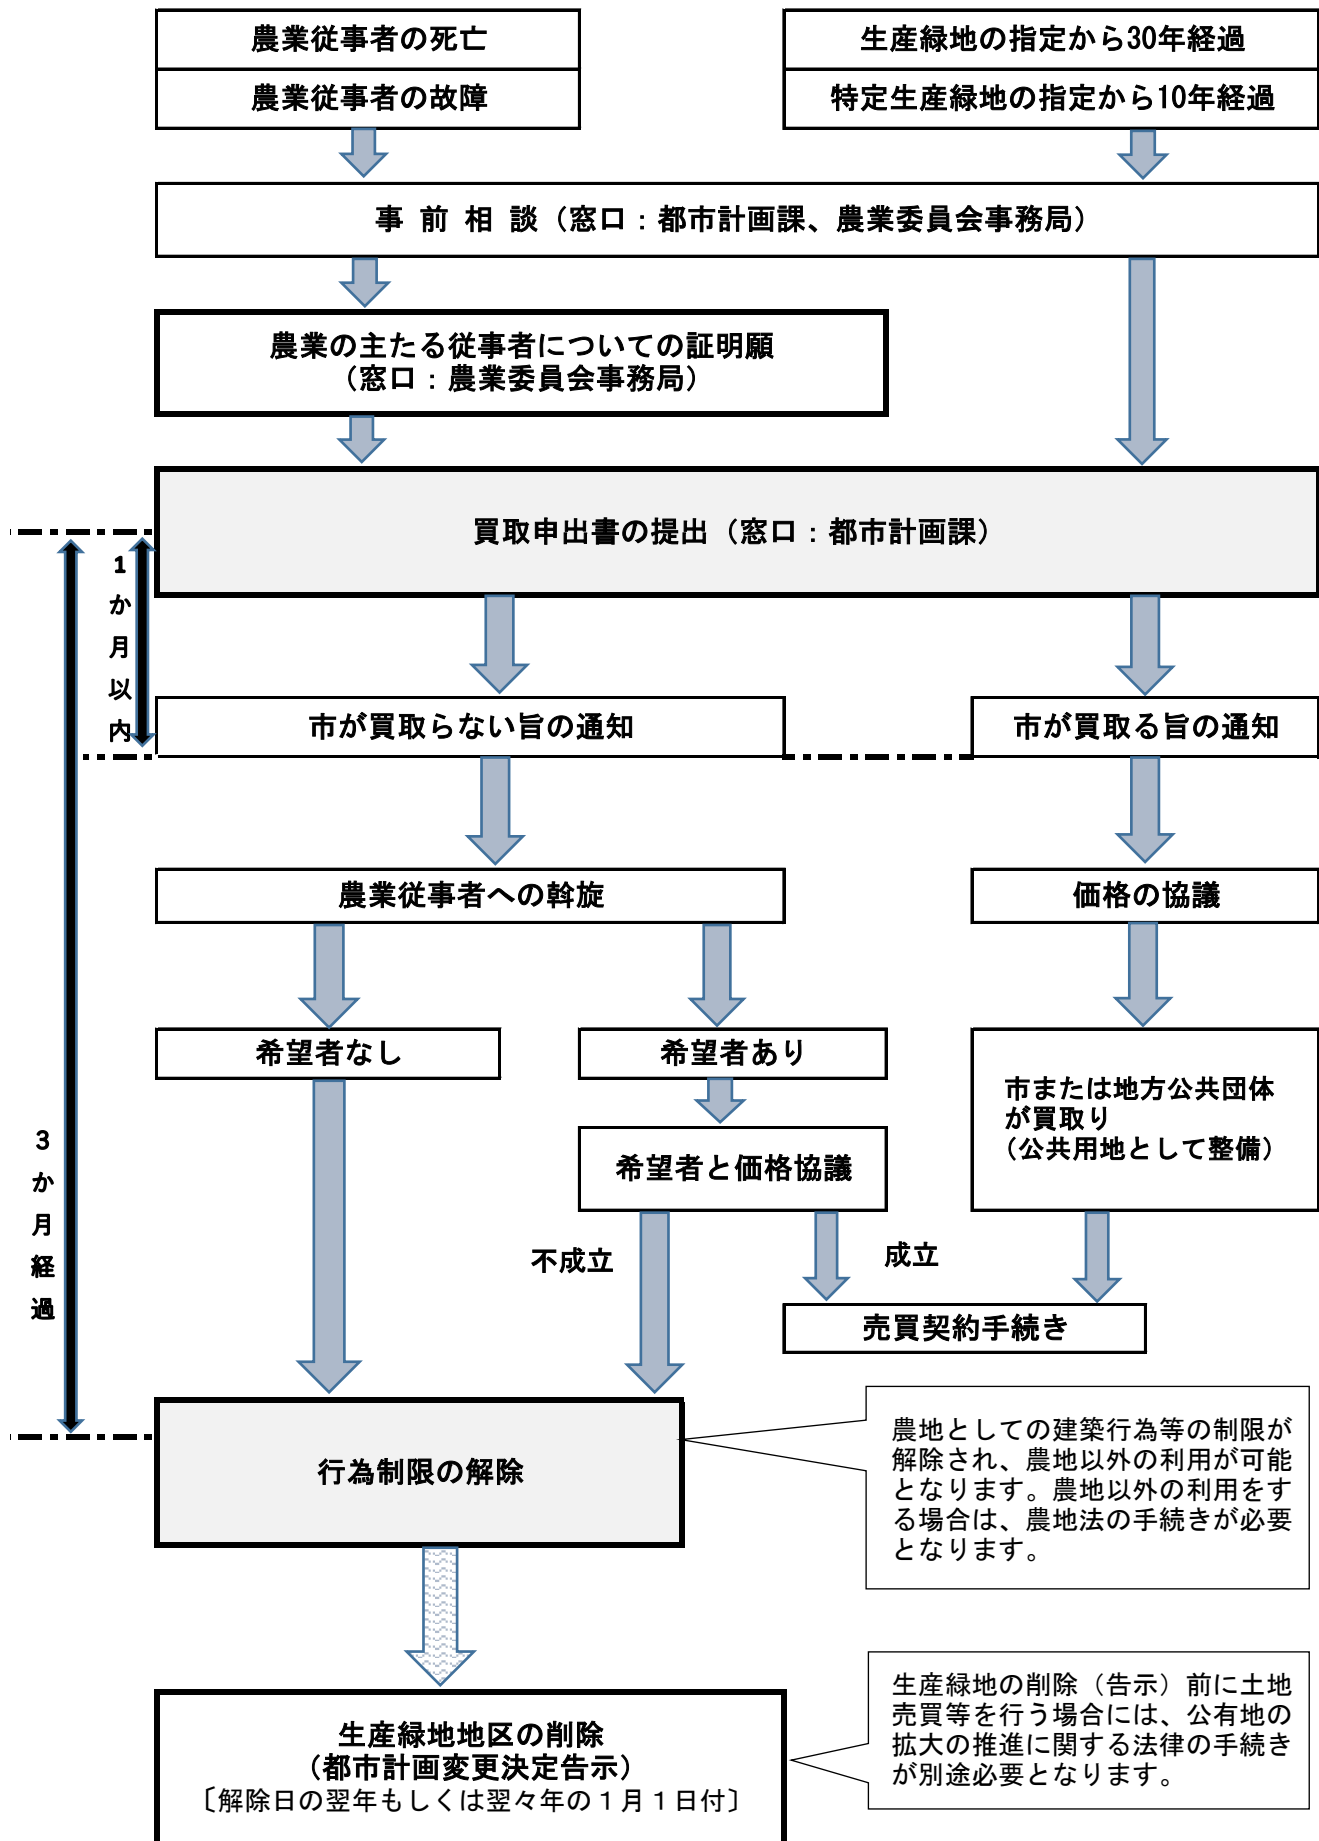 農業従事者の死亡
農業従事者の故障
生産緑地の指定から30年経過
特定生産緑地の指定から10年経過
事前相談（窓口：都市計画課、農業委員会事務局）
農業の主たる従事者についての証明願
（窓口：農業委員会事務局）
買取申出書の提出（窓口：都市計画課）
1か月以内
市が買取らない旨の通知
市が買取る旨の通知
農業従事者への斡旋
価格の協議
希望者なし
希望者あり
市または地方公共団体
が買取り
（公共用地として整備）
希望者と価格協議
3か月経過
不成立
成立
売買契約手続き
行為制限の解除
農地としての建築行為等の制限が
解除され、農地以外の利用が可能
となります。農地以外の利用をす
る場合は、農地法の手続きが必要
となります。
生産緑地地区の削除
（都市計画変更決定告示）
〔解除日の翌年もしくは翌々年の１月１日付〕
生産緑地の削除（告示）前に土地
売買等を行う場合には、公有地の
拡大の推進に関する法律の手続き
が別途必要となります。